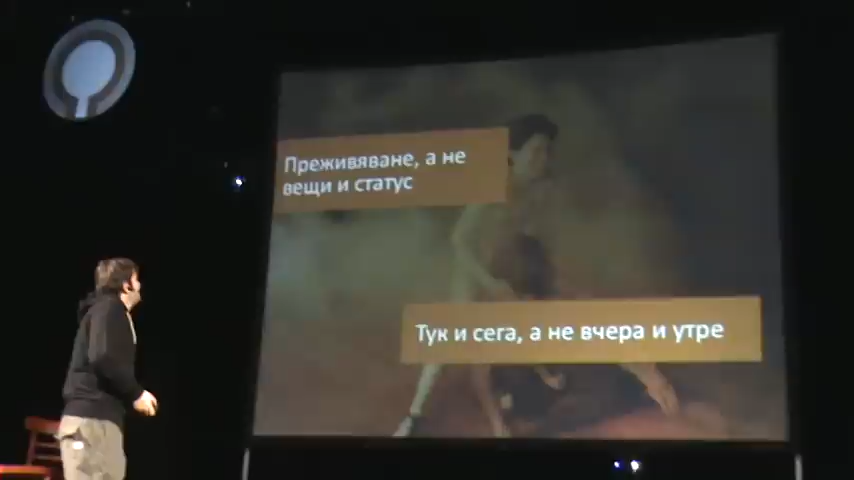 Преживяване, а не
вещи и статус
Тук и сега, а не вчера и утре